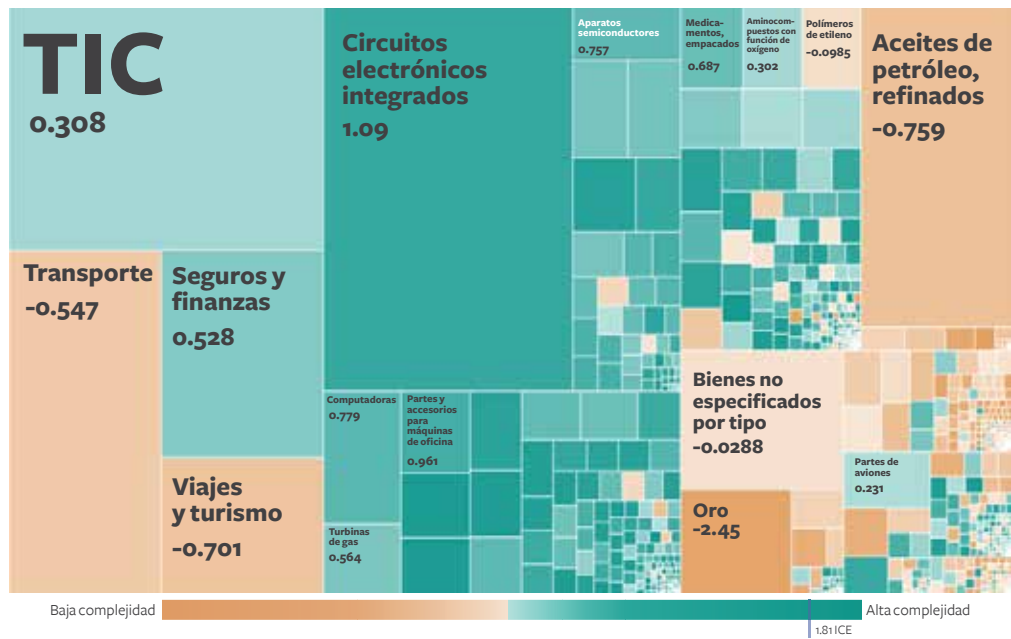 TIC
0.308
Transporte
-0.547
Seguros y
finanzas
0.528
Viajes
y turismo
-0.701
Circuitos
electrónicos
integrados
1.09
Aparatos
semiconductores
0.757
Medica-
mentos,
empacados
0.687
Aminocom-
puestos con
función de
oxígeno
0.302
Polímeros
de etileno
-0.0985
Aceites de
petróleo,
refinados
-0.759
Computadoras
0.779
Partes y
accesorios
para
máquinas
de oficina
0.961
Turbinas
de gas
0.564
Bienes no
especificados
por tipo
-0.0288
Oro
-2.45
Partes de
aviones
0.231
Baja complejidad
Alta complejidad
1.81 ICE